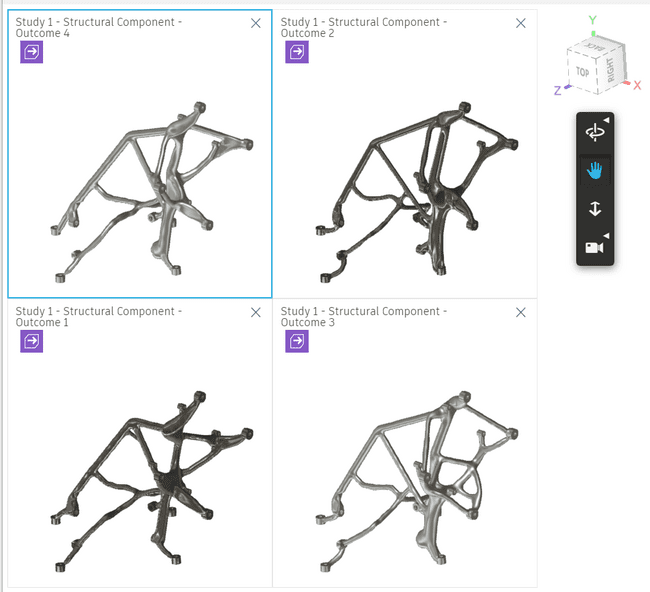 Study 1 - Structural Component -
Outcome 4
Study 1 - Structural Component -
Outcome 2
Y
BACK
TOP
RIGHT
Z
X
Study 1 - Structural Component -
Outcome 1
Study 1 - Structural Component -
Outcome 3